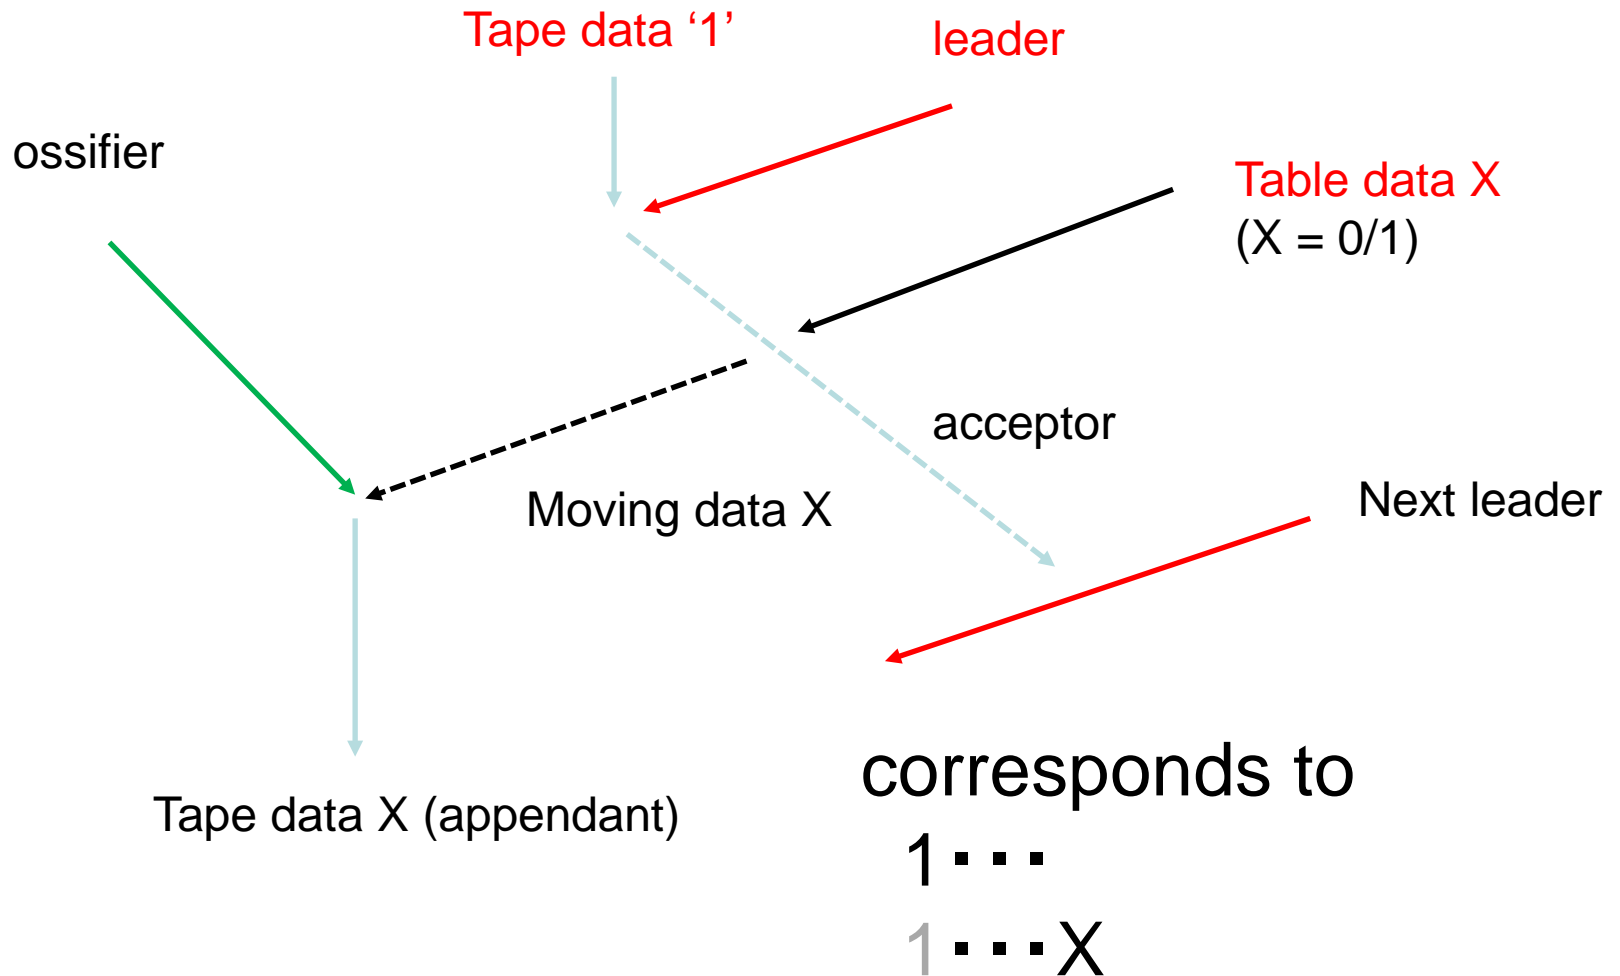 Tape data ‘1’
leader
ossifier
Table data X
(X = 0/1)
acceptor
Moving data X
Next leader
Tape data X (appendant)
corresponds to
1⋅⋅⋅
1⋅⋅⋅X